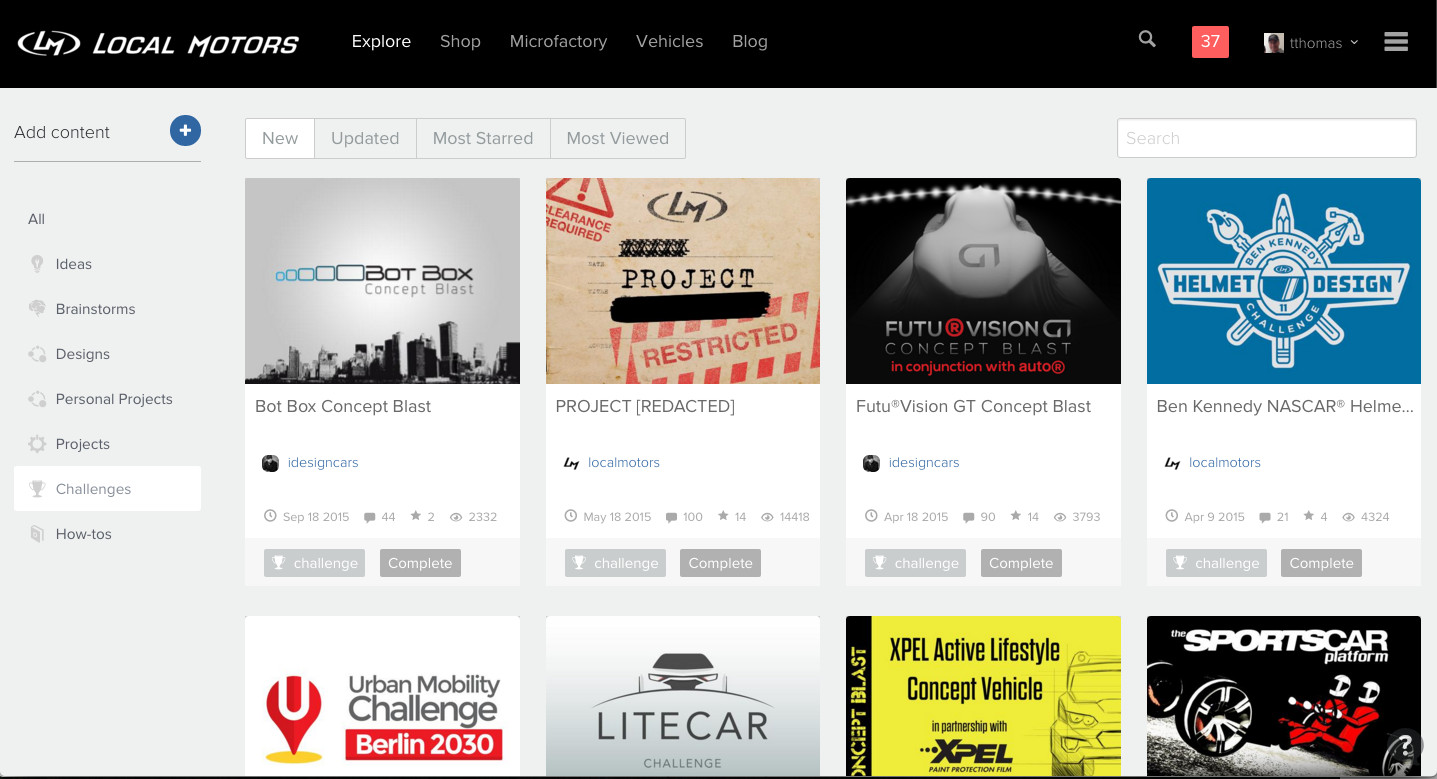 LM LOCAL MOTORS
Explore Shop Microfactory Vehicles Blog
37
tthomas
Add content
New Updated Most Starred Most Viewed
Search
All
Ideas
Brainstorms
Designs
Personal Projects
Projects
Challenges
How-tos
BOT BOX
Concept Blast
Bot Box Concept Blast
idesigncars
Sep 18 2015 44 2 2332
challenge Complete
CLEARANCE
REQUIRED
LM
DATE:
PROJECT
RESTRICTED
PROJECT [REDACTED]
localmotors
May 18 2015 100 14 14418
challenge Complete
GT
FUTU®VISION GT
CONCEPT BLAST
in conjunction with auto®
Futu®Vision GT Concept Blast
idesigncars
Apr 18 2015 90 14 3793
challenge Complete
BEN KENNEDY
HELMET DESIGN
11
CHALLENGE
Ben Kennedy NASCAR® Helme...
localmotors
Apr 9 2015 21 4 4324
challenge Complete
Urban Mobility
Challenge
Berlin 2030
LITECAR
CHALLENGE
CONCEPT BLAST
XPEL Active Lifestyle
Concept Vehicle
in partnership with
XPEL
PAINT PROTECTION FILM
the SPORTSCAR
platform
?